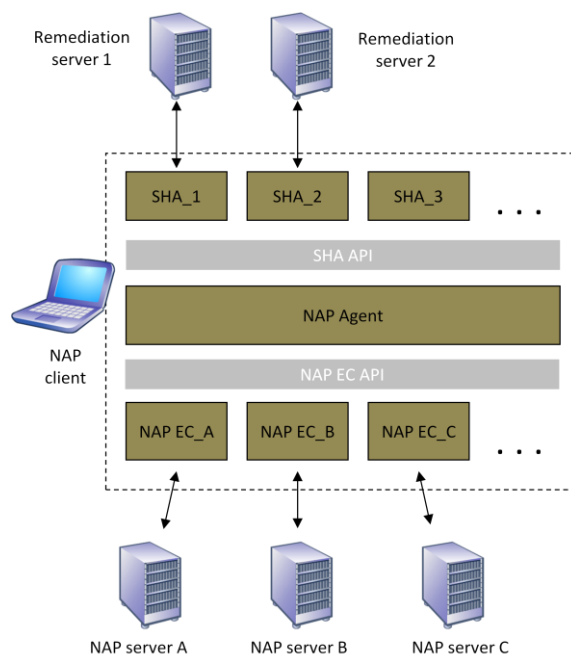 Remediation
server 1
Remediation
server 2
SHA_1
SHA_2
SHA_3
. . .
SHA API
NAP Agent
NAP
client
NAP EC API
NAP EC_A
NAP EC_B
NAP EC_C
. . .
NAP server A
NAP server B
NAP server C